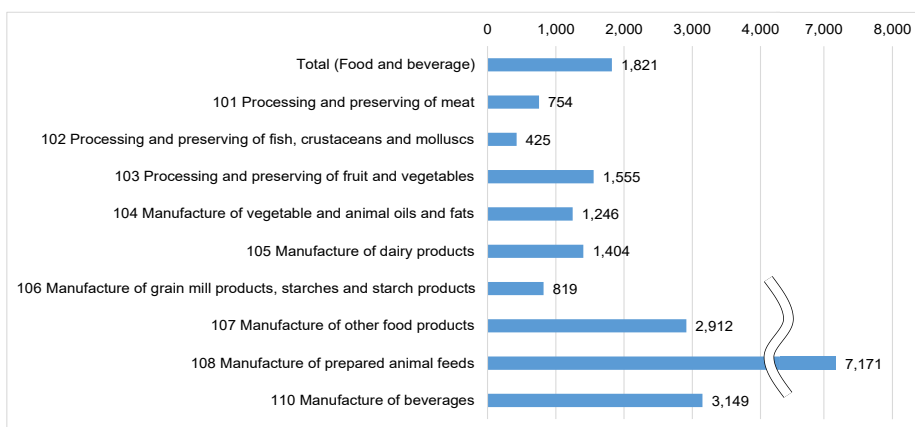 0 1,000 2,000 3,000 4,000 7,000 8,000
Total (Food and beverage) 1,821
101 Processing and preserving of meat 754
102 Processing and preserving of fish, crustaceans and molluscs 425
103 Processing and preserving of fruit and vegetables 1,555
104 Manufacture of vegetable and animal oils and fats 1,246
105 Manufacture of dairy products 1,404
106 Manufacture of grain mill products, starches and starch products 819
107 Manufacture of other food products 2,912
108 Manufacture of prepared animal feeds 7,171
110 Manufacture of beverages 3,149